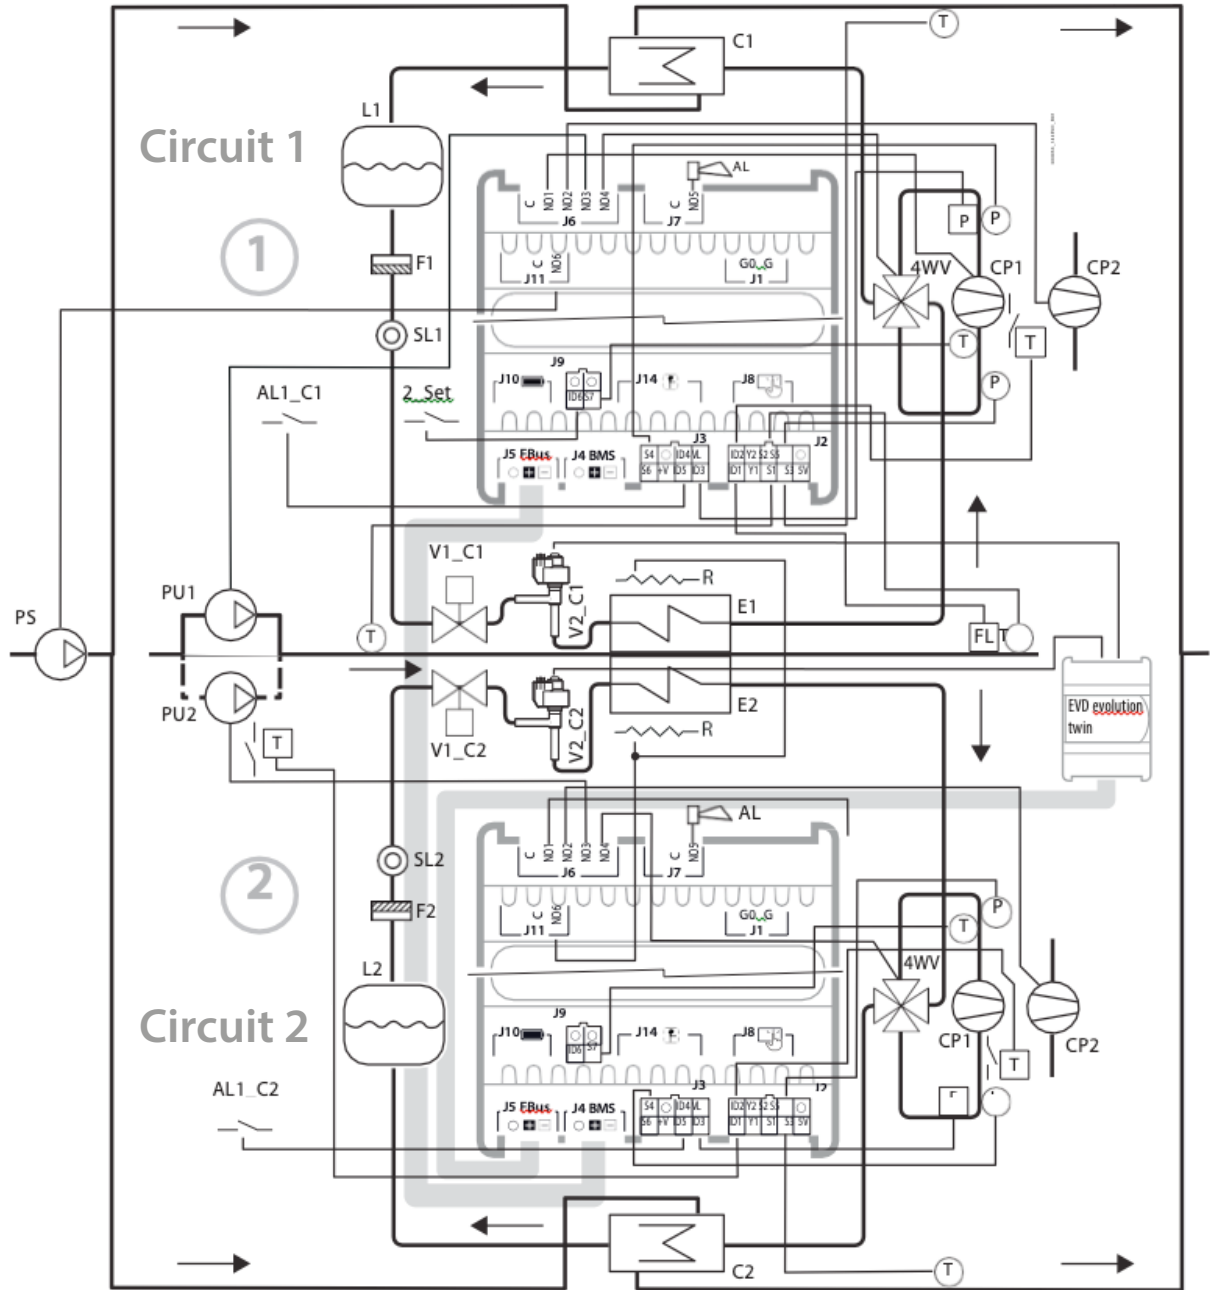 T
C1
L1
Circuit 1
AL
C
NO1
NO2
NO3
NO4
J6
C
NO5
J7
P
P
1
F1
C
NO6
J11
G0 G
J1
4WV
CP1
CP2
SL1
T
T
J9
J10
ID6 S7
J14
J8
P
AL1_C1
2_Set
J3
J2
J5 FBus
J4 BMS
S4
ID4 VL
S6 +V ID5 ID3
ID2 Y2 S2 S5
ID1 Y1 S1 S3 5V
V1_C1
R
PU1
V2_C1
E1
PS
T
FL T
PU2
E2
EVD evolution
twin
V1_C2
V2_C2
R
T
AL
C
NO1
NO2
NO3
NO4
J6
C
NO5
J7
SL2
2
F2
P
C
NO6
J11
G0 G
J1
T
L2
4WV
Circuit 2
J9
J10
ID6 S7
J14
J8
CP1
CP2
T
AL1_C2
J3
J2
J5 FBus
J4 BMS
S4
ID4 VL
S6 +V ID5 ID3
ID2 Y2 S2 S5
ID1 Y1 S1 S3 5V
C2
T